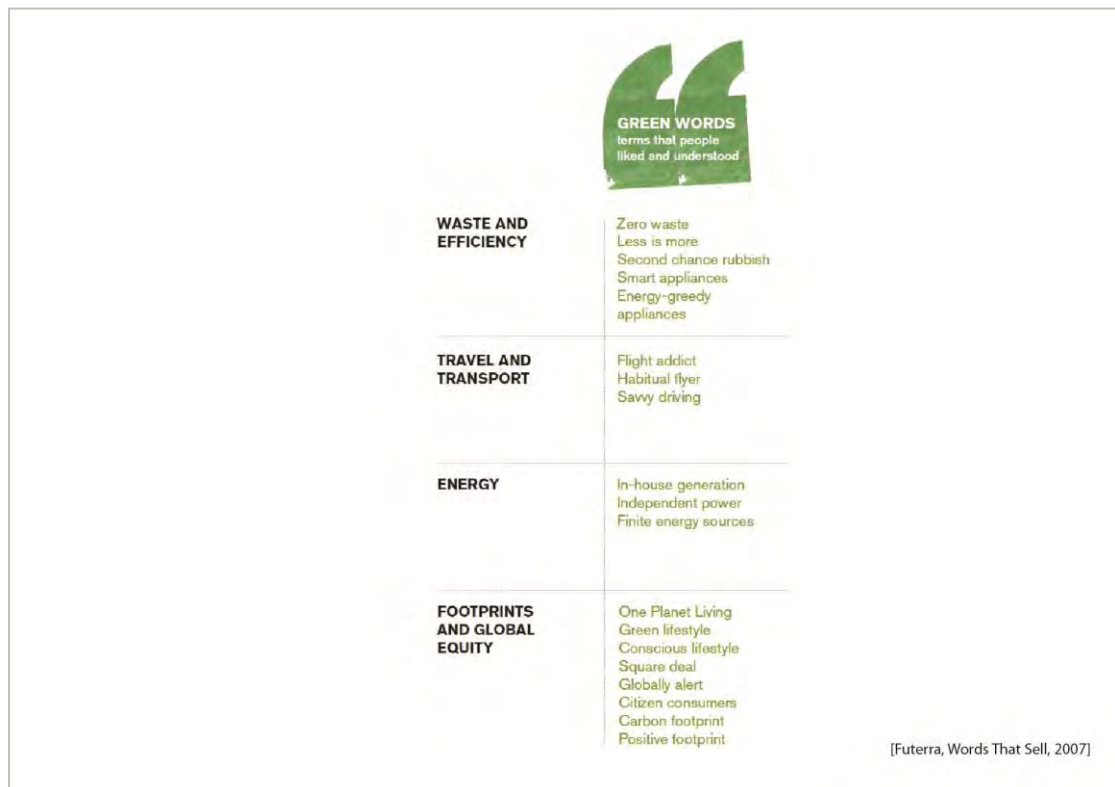 GREEN WORDS
terms that people
liked and understood
WASTE AND
EFFICIENCY
Zero waste
Less is more
Second chance rubbish
Smart appliances
Energy-greedy
appliances
TRAVEL AND
TRANSPORT
Flight addict
Habitual flyer
Savvy driving
ENERGY
In-house generation
Independent power
Finite energy sources
FOOTPRINTS
AND GLOBAL
EQUITY
One Planet Living
Green lifestyle
Conscious lifestyle
Square deal
Globally alert
Citizen consumers
Carbon footprint
Positive footprint
[Futerra, Words That Sell, 2007]